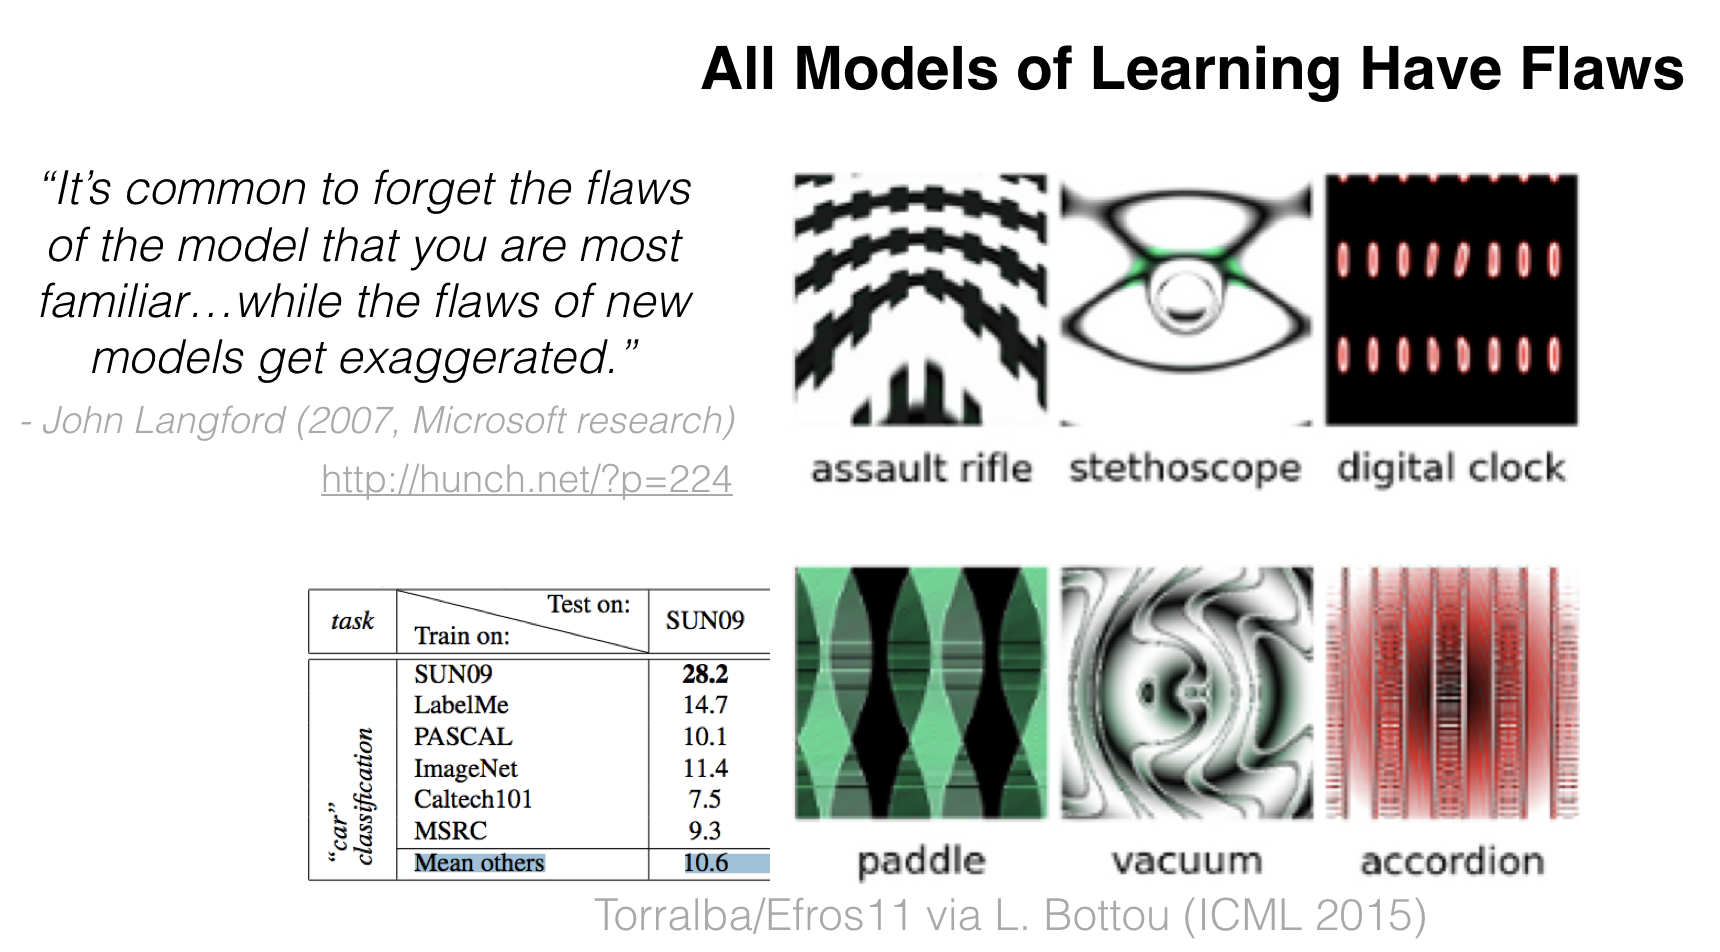 All Models of Learning Have Flaws
“It’s common to forget the flaws
of the model that you are most
familiar…while the flaws of new
models get exaggerated.”
- John Langford (2007, Microsoft research)
http://hunch.net/?p=224
assault rifle stethoscope digital clock
task Test on: SUN09
Train on:
“car” classification
SUN09 28.2
LabelMe 14.7
PASCAL 10.1
ImageNet 11.4
Caltech101 7.5
MSRC 9.3
Mean others 10.6
paddle vacuum accordion
Torralba/Efros11 via L. Bottou (ICML 2015)